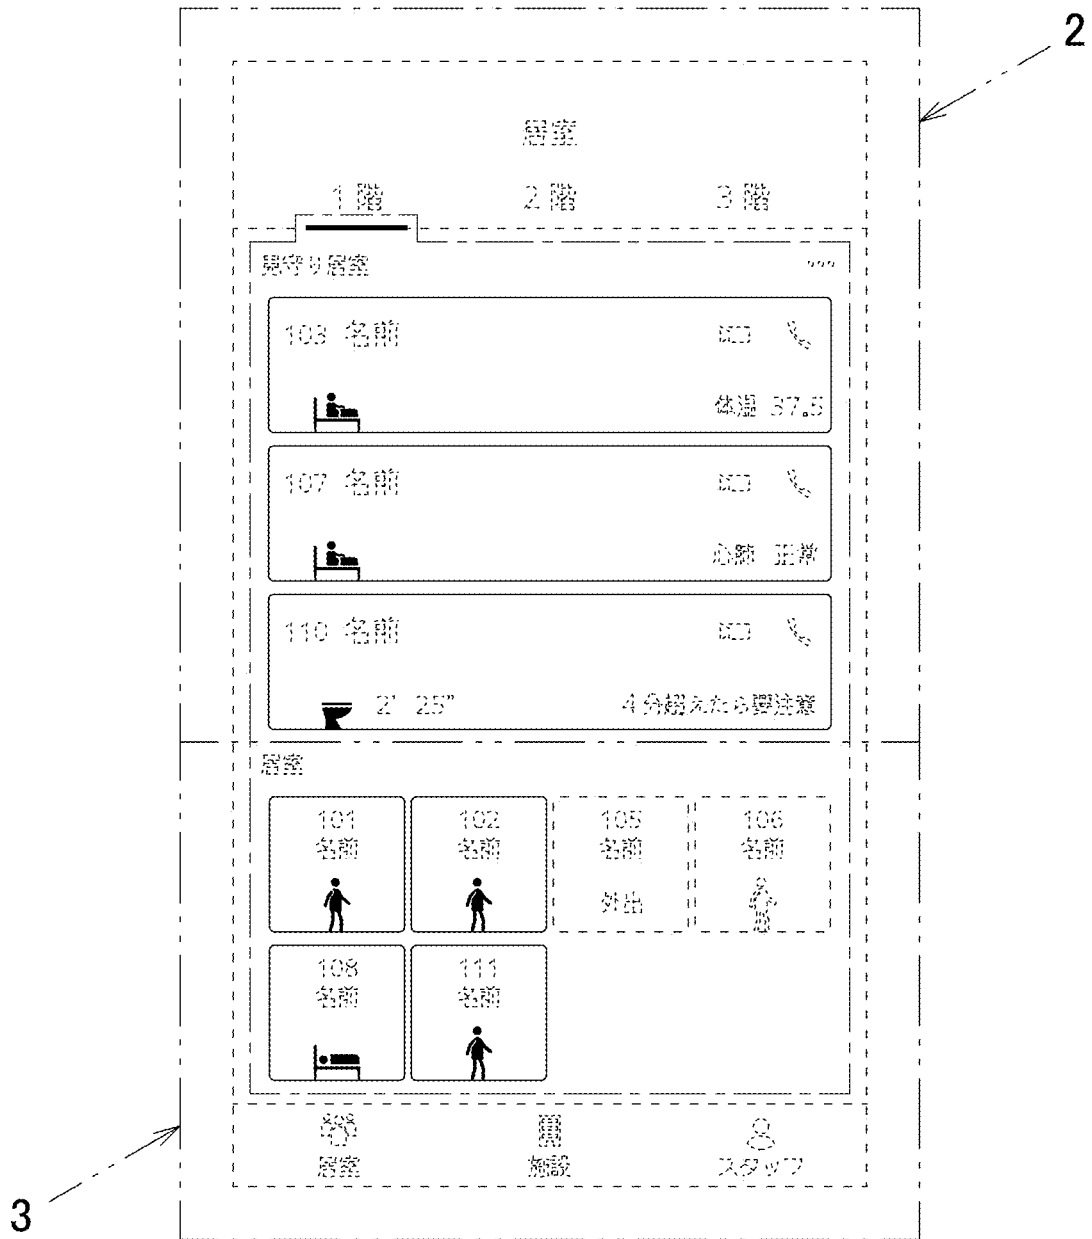 2
居室
1階 2階 3階
見守り居室
103 名前
体温 37.5
107 名前
心肺 正常
110 名前
2' 25" 4分超えたら要注意
居室
101 102 105 106
名前 名前 名前 名前
外出
108 111
名前 名前
居室 施設 スタッフ
3